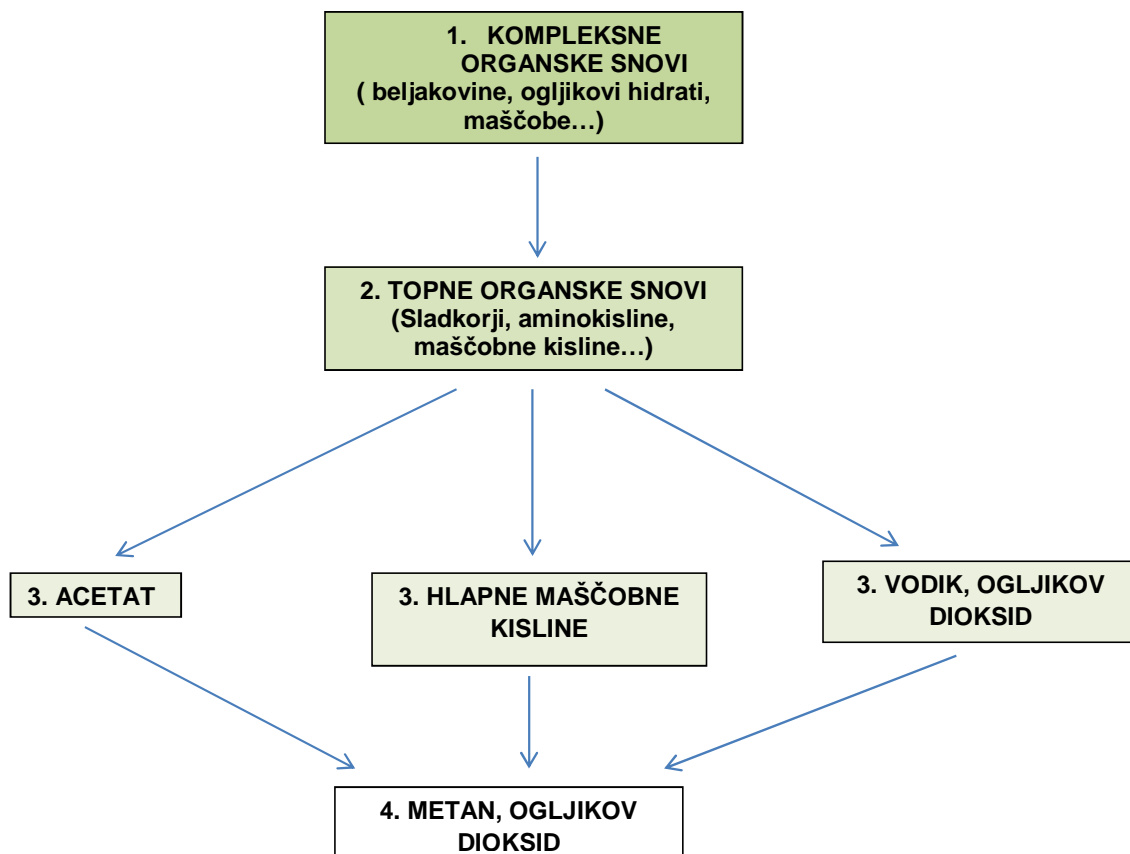 1. KOMPLEKSNE
ORGANSKE SNOVI
( beljakovine, ogljikovi hidrati,
maščobe…)
2. TOPNE ORGANSKE SNOVI
(Sladkorji, aminokisline,
maščobne kisline…)
3. ACETAT
3. HLAPNE MAŠČOBNE
KISLINE
3. VODIK, OGLJIKOV
DIOKSID
4. METAN, OGLJIKOV
DIOKSID